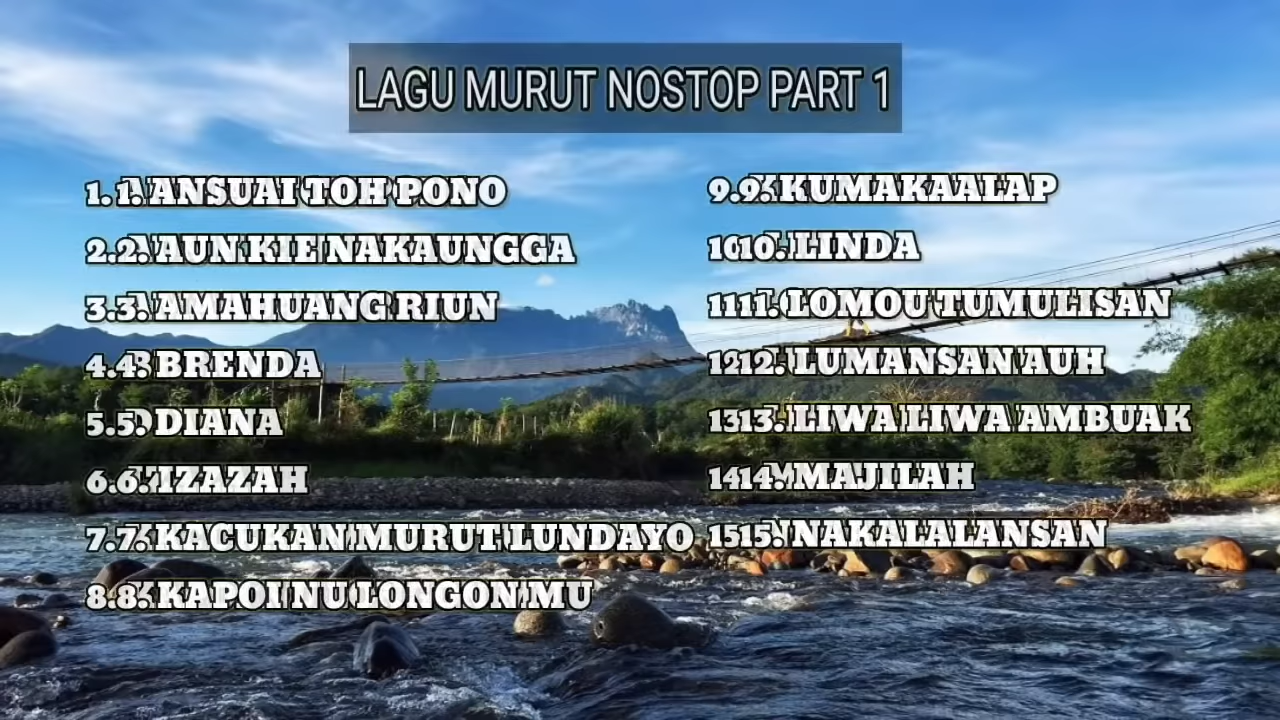 LAGU MURUT NOSTOP PART 1
1. ANSUAI TOH PONO
2. AUN KIE NAKAUNGGA
3. AMAHUANG RIUN
4. BRENDA
5. DIANA
6. IZAZAH
7. KACUKAN MURUT LUNDAYO
8. KAPOI NU LONGON MU
9. KUMAKAALAP
10. LINDA
11. LOMOU TUMULISAN
12. LUMANSAN AUH
13. LIWA LIWA AMBUAK
14. MAJILAH
15. NAKALALANSAN